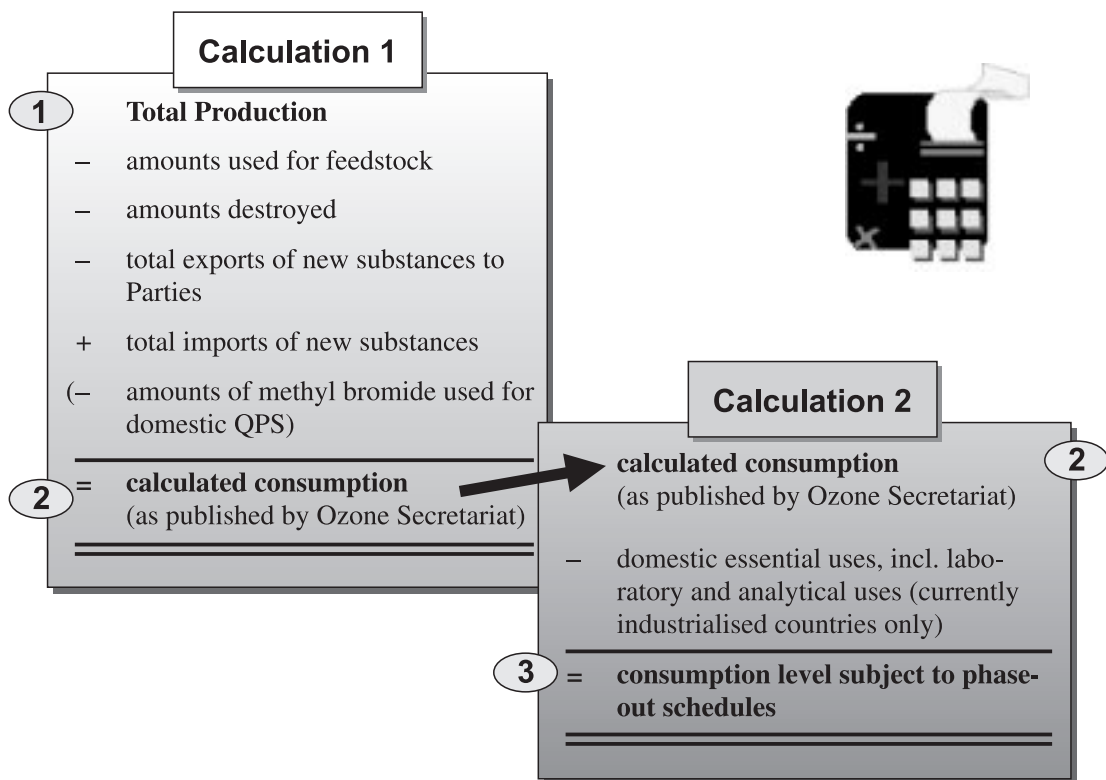 Calculation 1
1
Total Production
– amounts used for feedstock
– amounts destroyed
– total exports of new substances to
Parties
+ total imports of new substances
(– amounts of methyl bromide used for
domestic QPS)
2
= calculated consumption
(as published by Ozone Secretariat)
÷
+
x
Calculation 2
calculated consumption
2
(as published by Ozone Secretariat)
– domestic essential uses, incl. labo-
ratory and analytical uses (currently
industrialised countries only)
3
= consumption level subject to phase-
out schedules